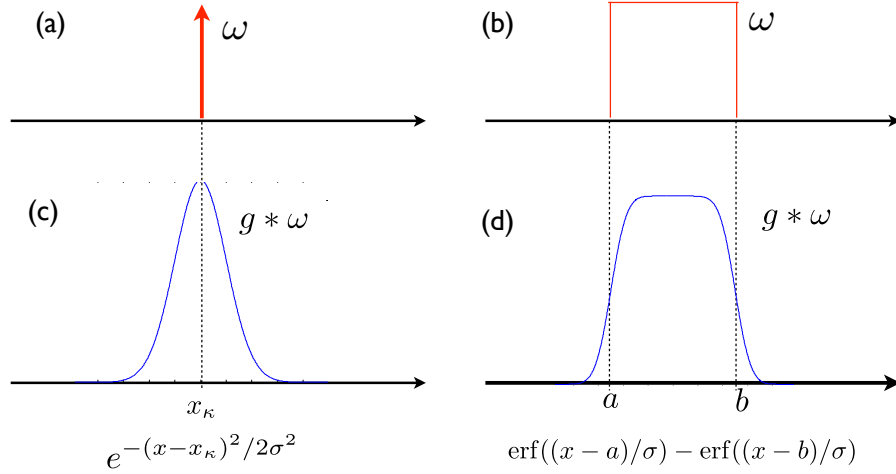 (a)
ω
(b)
ω
(c)
g ∗ ω
(d)
g ∗ ω
x_κ
a
b
e^{−(x−x_κ)^2/2σ^2}
erf((x − a)/σ) − erf((x − b)/σ)